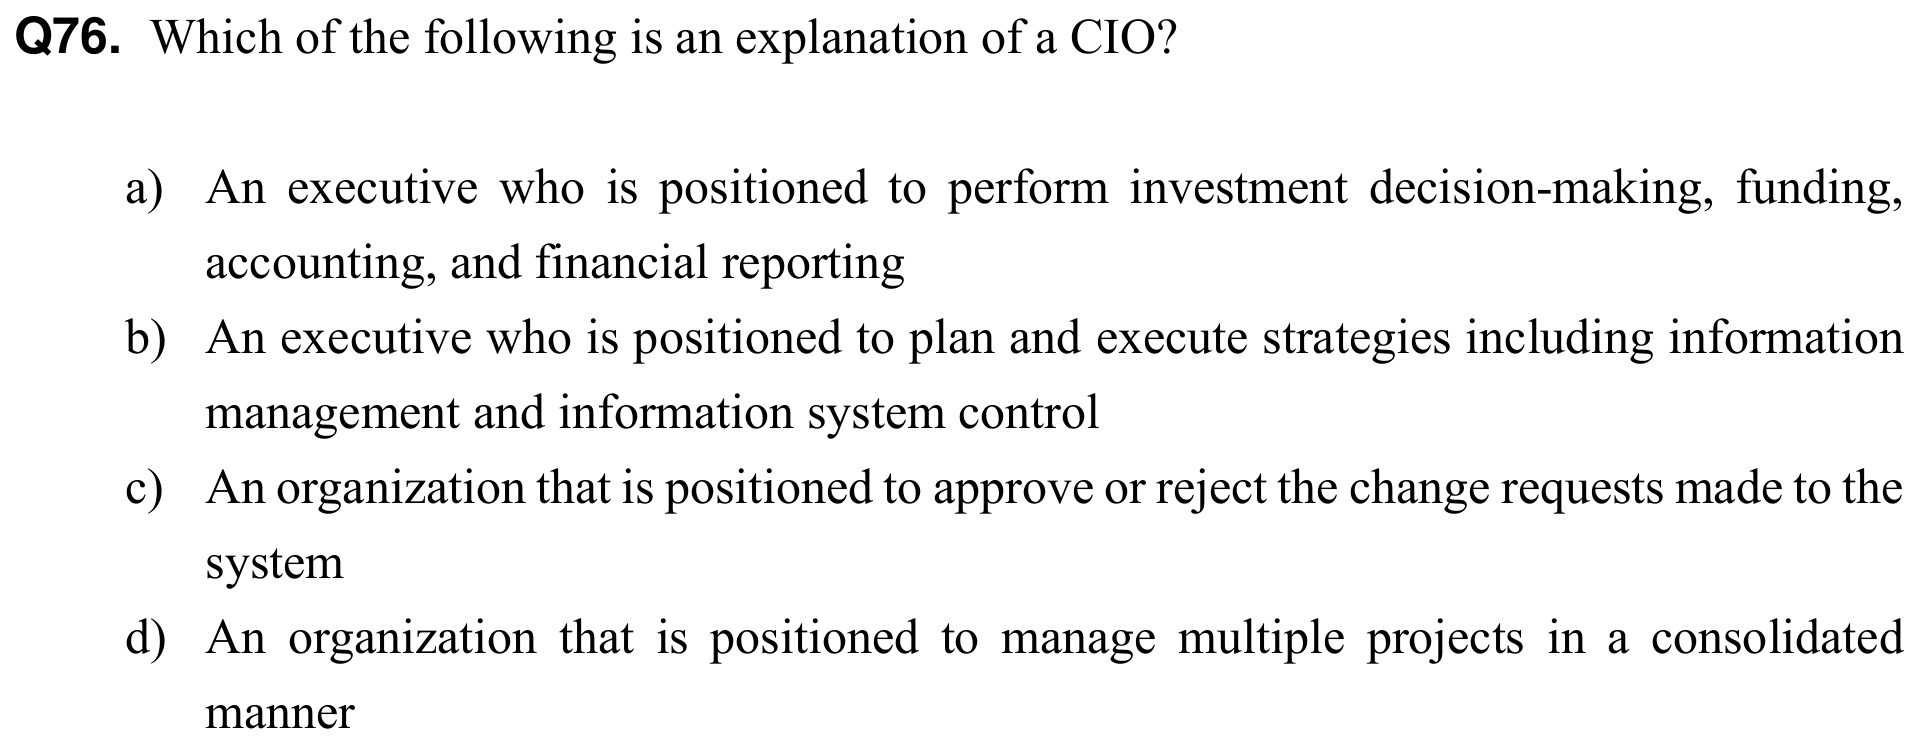 Q76. Which of the following is an explanation of a CIO?
a) An executive who is positioned to perform investment decision-making, funding,
accounting, and financial reporting
b) An executive who is positioned to plan and execute strategies including information
management and information system control
c) An organization that is positioned to approve or reject the change requests made to the
system
d) An organization that is positioned to manage multiple projects in a consolidated
manner